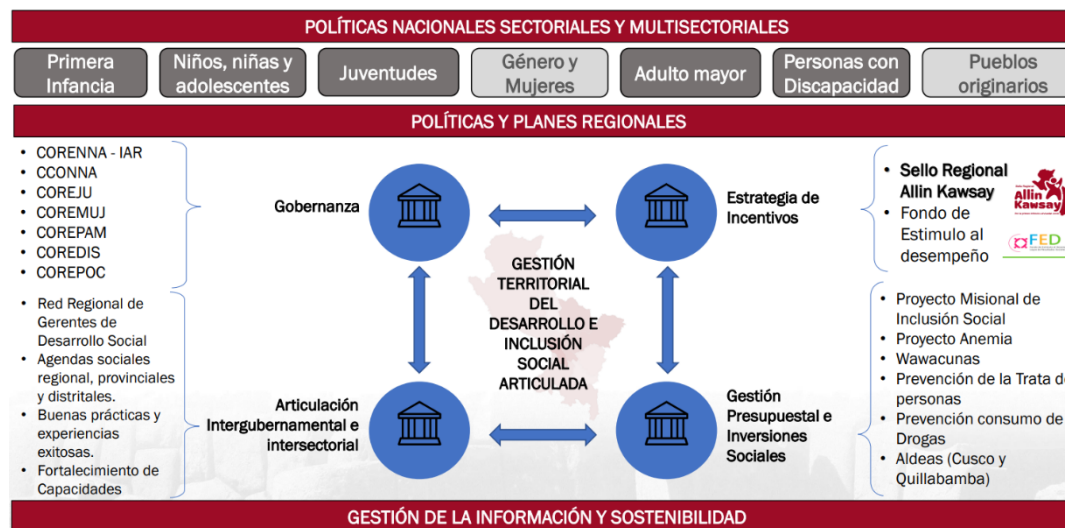 POLÍTICAS NACIONALES SECTORIALES Y MULTISECTORIALES
Primera
Infancia
Niños, niñas y
adolescentes
Juventudes
Género y
Mujeres
Adulto mayor
Personas con
Discapacidad
Pueblos
originarios
POLÍTICAS Y PLANES REGIONALES
• CORENNA - IAR
• CCONNA
• COREJU
• COREMUJ
• COREPAM
• COREDIS
• COREPOC
Gobernanza
Estrategia de
Incentivos
• Sello Regional
Allin Kawsay
• Fondo de
Estimulo al
desempeño
Allin
Kawsay
FED
GESTIÓN
TERRITORIAL
DEL
DESARROLLO E
INCLUSIÓN
SOCIAL
ARTICULADA
• Red Regional de
Gerentes de
Desarrollo Social
• Agendas sociales
regional, provinciales
y distritales.
• Buenas prácticas y
experiencias
exitosas.
• Fortalecimiento de
Capacidades
Articulación
Intergubernamental e
intersectorial
Gestión
Presupuestal e
Inversiones
Sociales
• Proyecto Misional de
Inclusión Social
• Proyecto Anemia
• Wawacunas
• Prevención de la Trata de
personas
• Prevención consumo de
Drogas
• Aldeas (Cusco y
Quillabamba)
GESTIÓN DE LA INFORMACIÓN Y SOSTENIBILIDAD